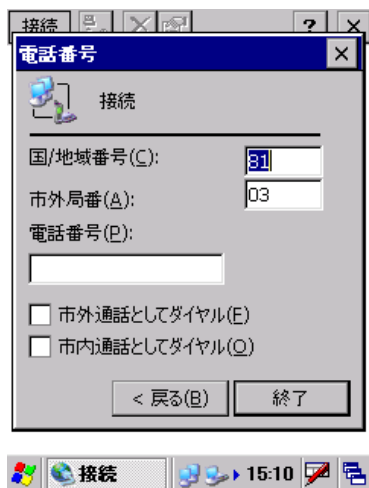 接続 ? ×
電話番号 ×
接続
国/地域番号(C): 81
市外局番(A): 03
電話番号(P):
市外通話としてダイヤル(E)
市内通話としてダイヤル(O)
< 戻る(B) 終了
接続 15:10